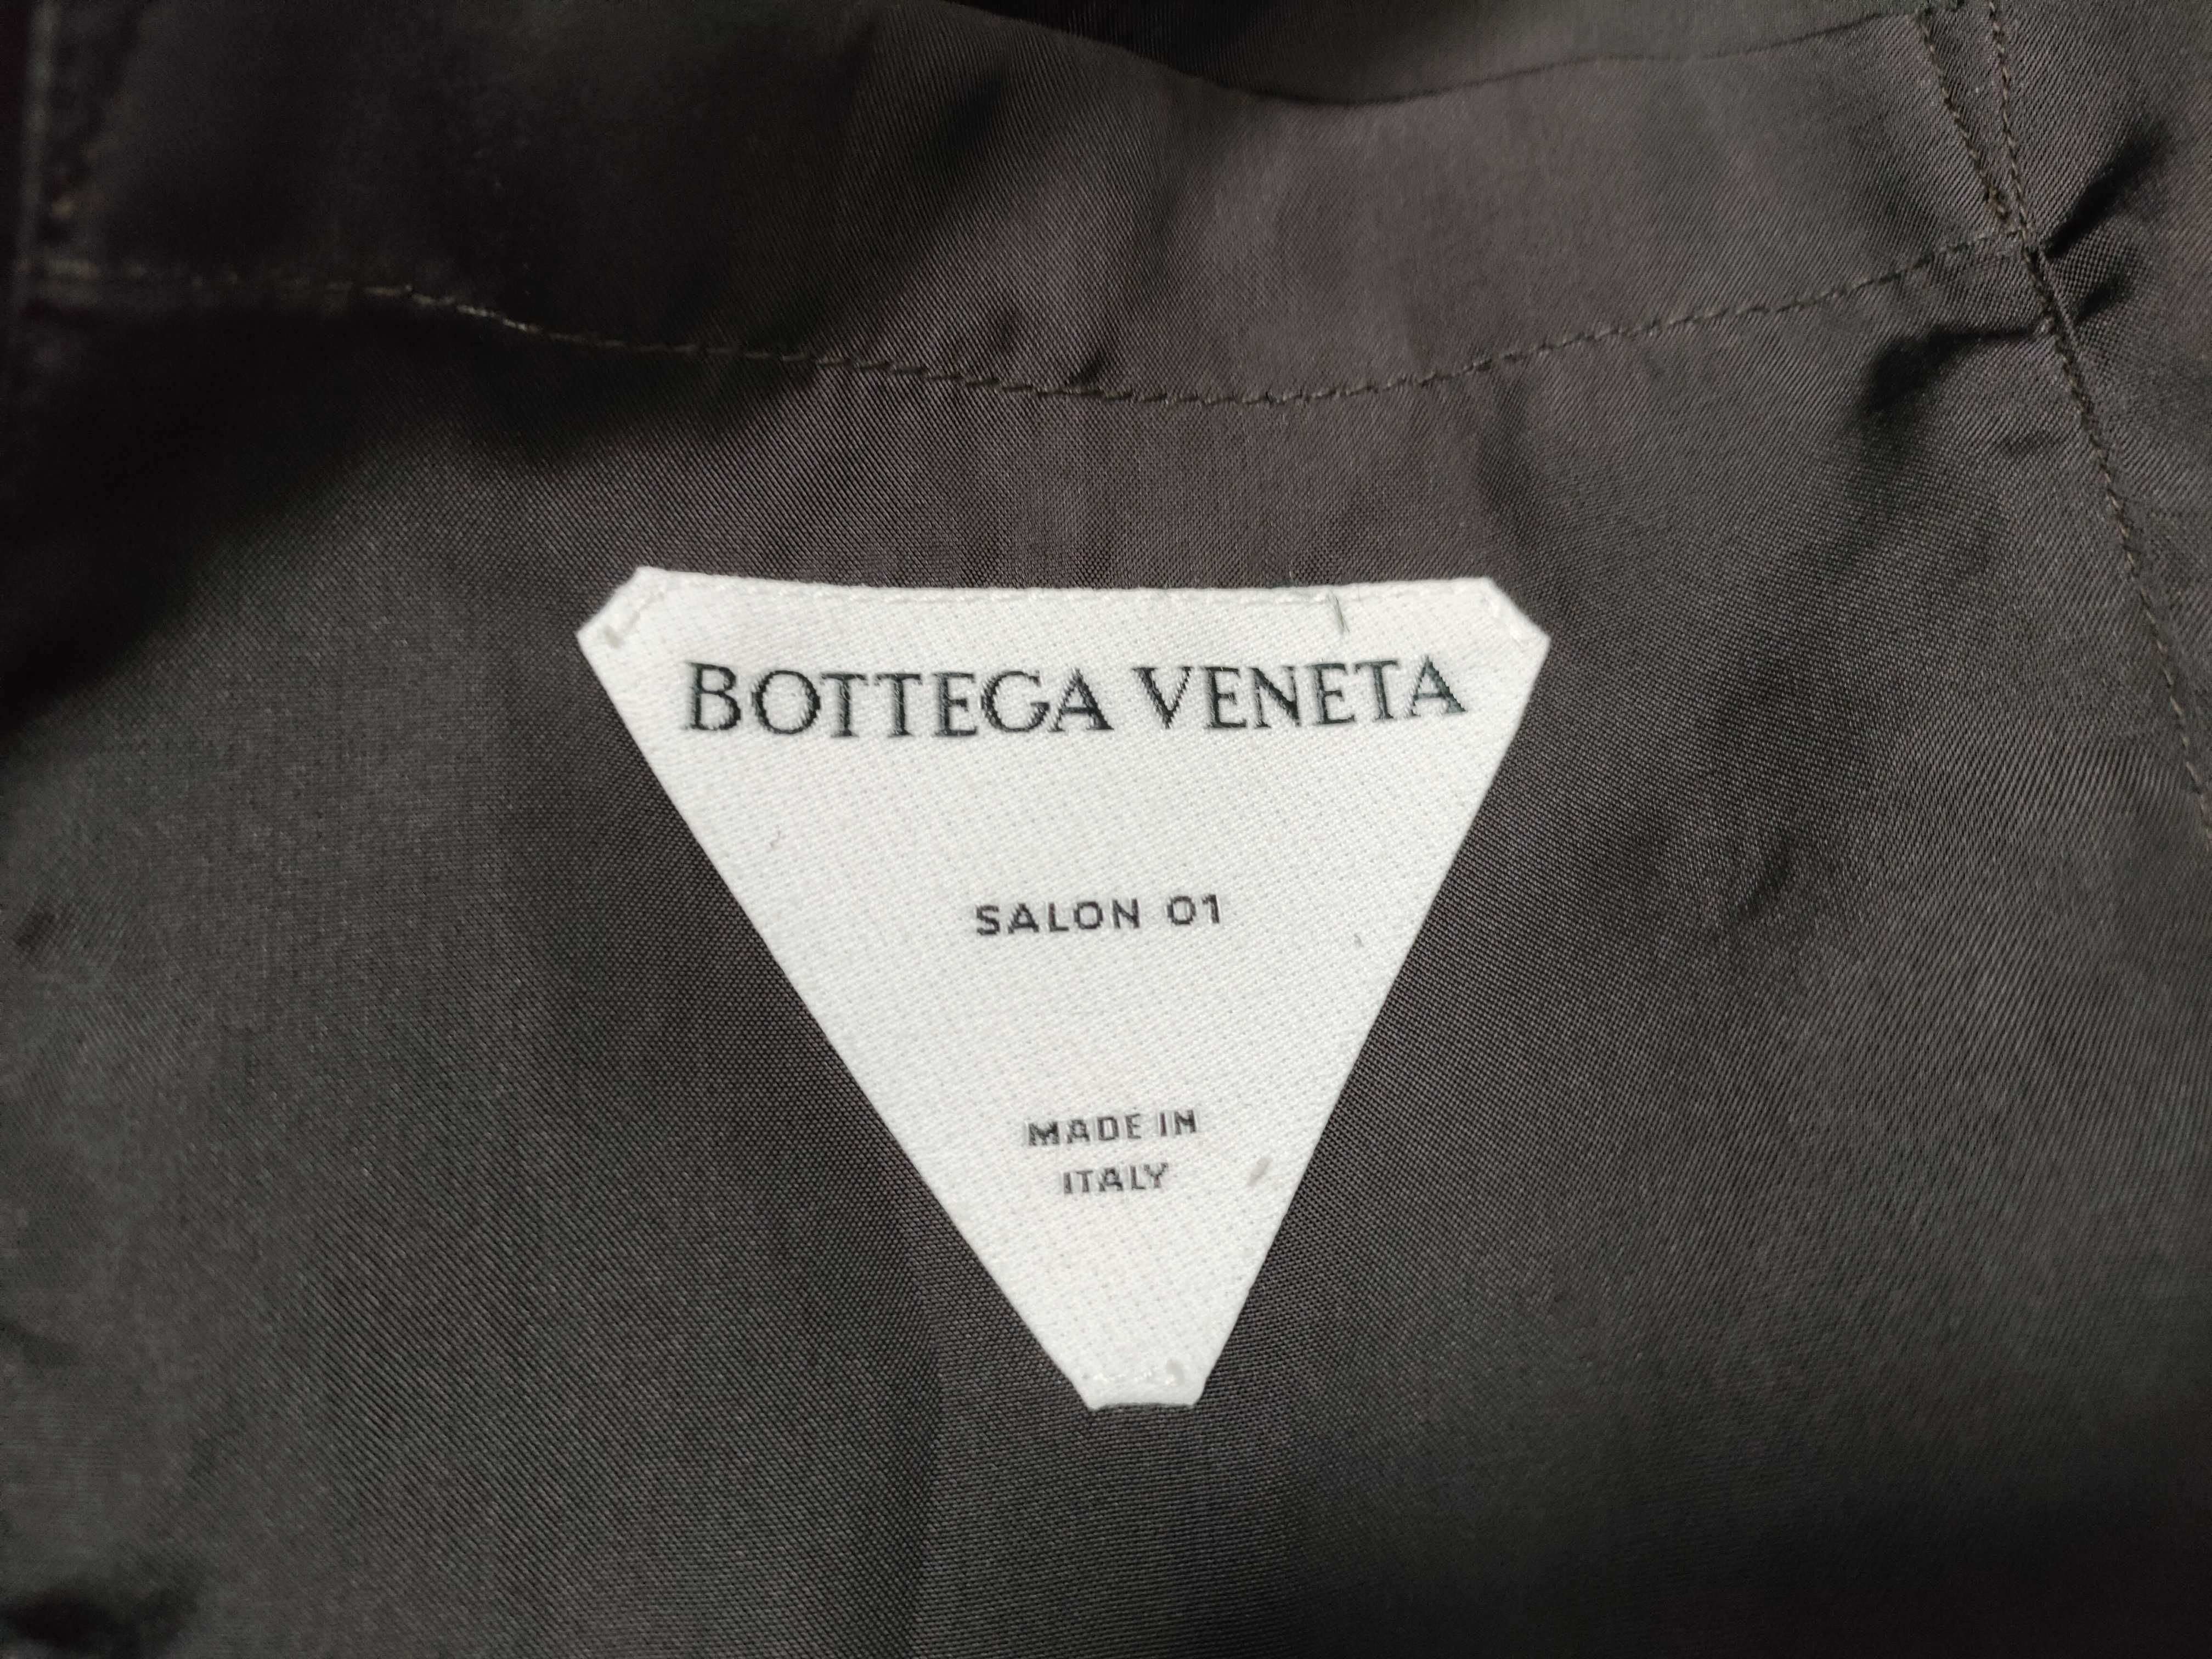 BOTTEGA VENETA
SALON 01
MADE IN
ITALY